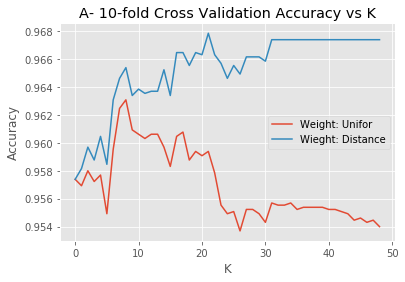 A- 10-fold Cross Validation Accuracy vs K
0.968
0.966
0.964
0.962
0.960
0.958
0.956
0.954
Accuracy
Weight: Unifor
Wieght: Distance
0
10
20
30
40
50
K